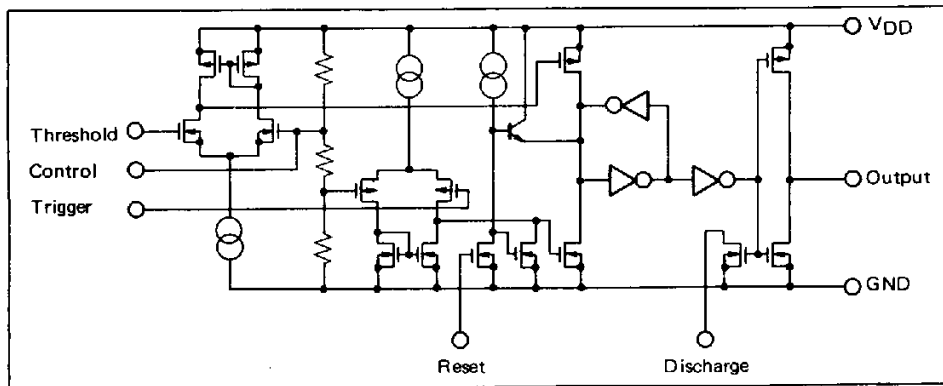 VDD
Threshold
Control
Trigger
Output
GND
Reset
Discharge